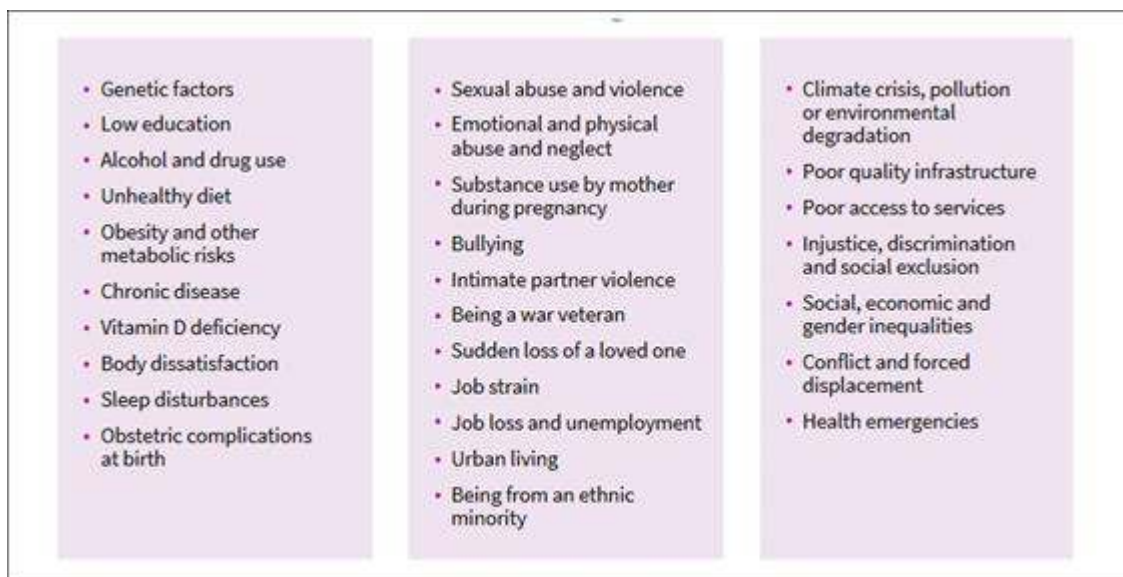 • Genetic factors
• Low education
• Alcohol and drug use
• Unhealthy diet
• Obesity and other
metabolic risks
• Chronic disease
• Vitamin D deficiency
• Body dissatisfaction
• Sleep disturbances
• Obstetric complications
at birth
• Sexual abuse and violence
• Emotional and physical
abuse and neglect
• Substance use by mother
during pregnancy
• Bullying
• Intimate partner violence
• Being a war veteran
• Sudden loss of a loved one
• Job strain
• Job loss and unemployment
• Urban living
• Being from an ethnic
minority
• Climate crisis, pollution
or environmental
degradation
• Poor quality infrastructure
• Poor access to services
• Injustice, discrimination
and social exclusion
• Social, economic and
gender inequalities
• Conflict and forced
displacement
• Health emergencies